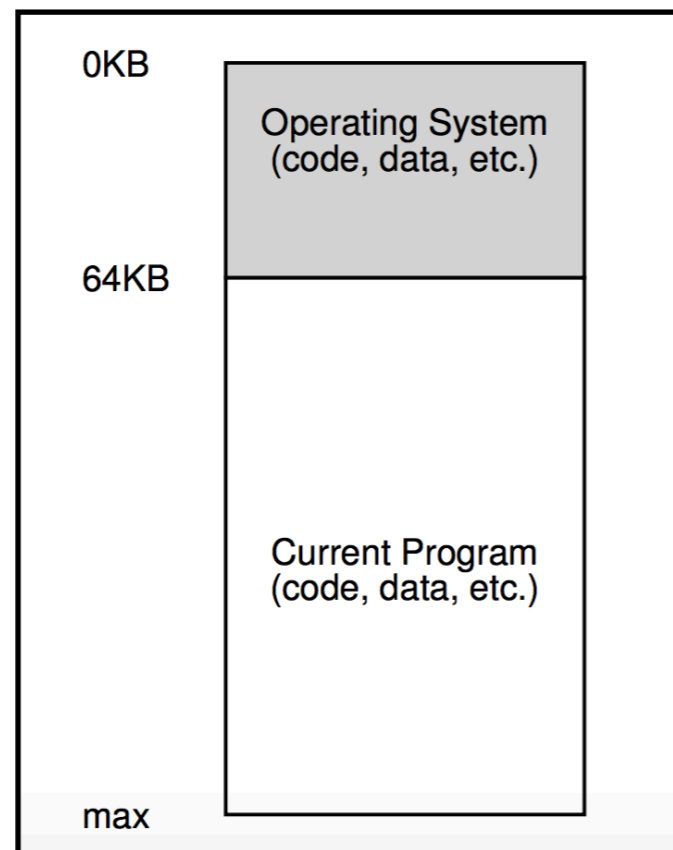 0KB
Operating System
(code, data, etc.)
64KB
Current Program
(code, data, etc.)
max